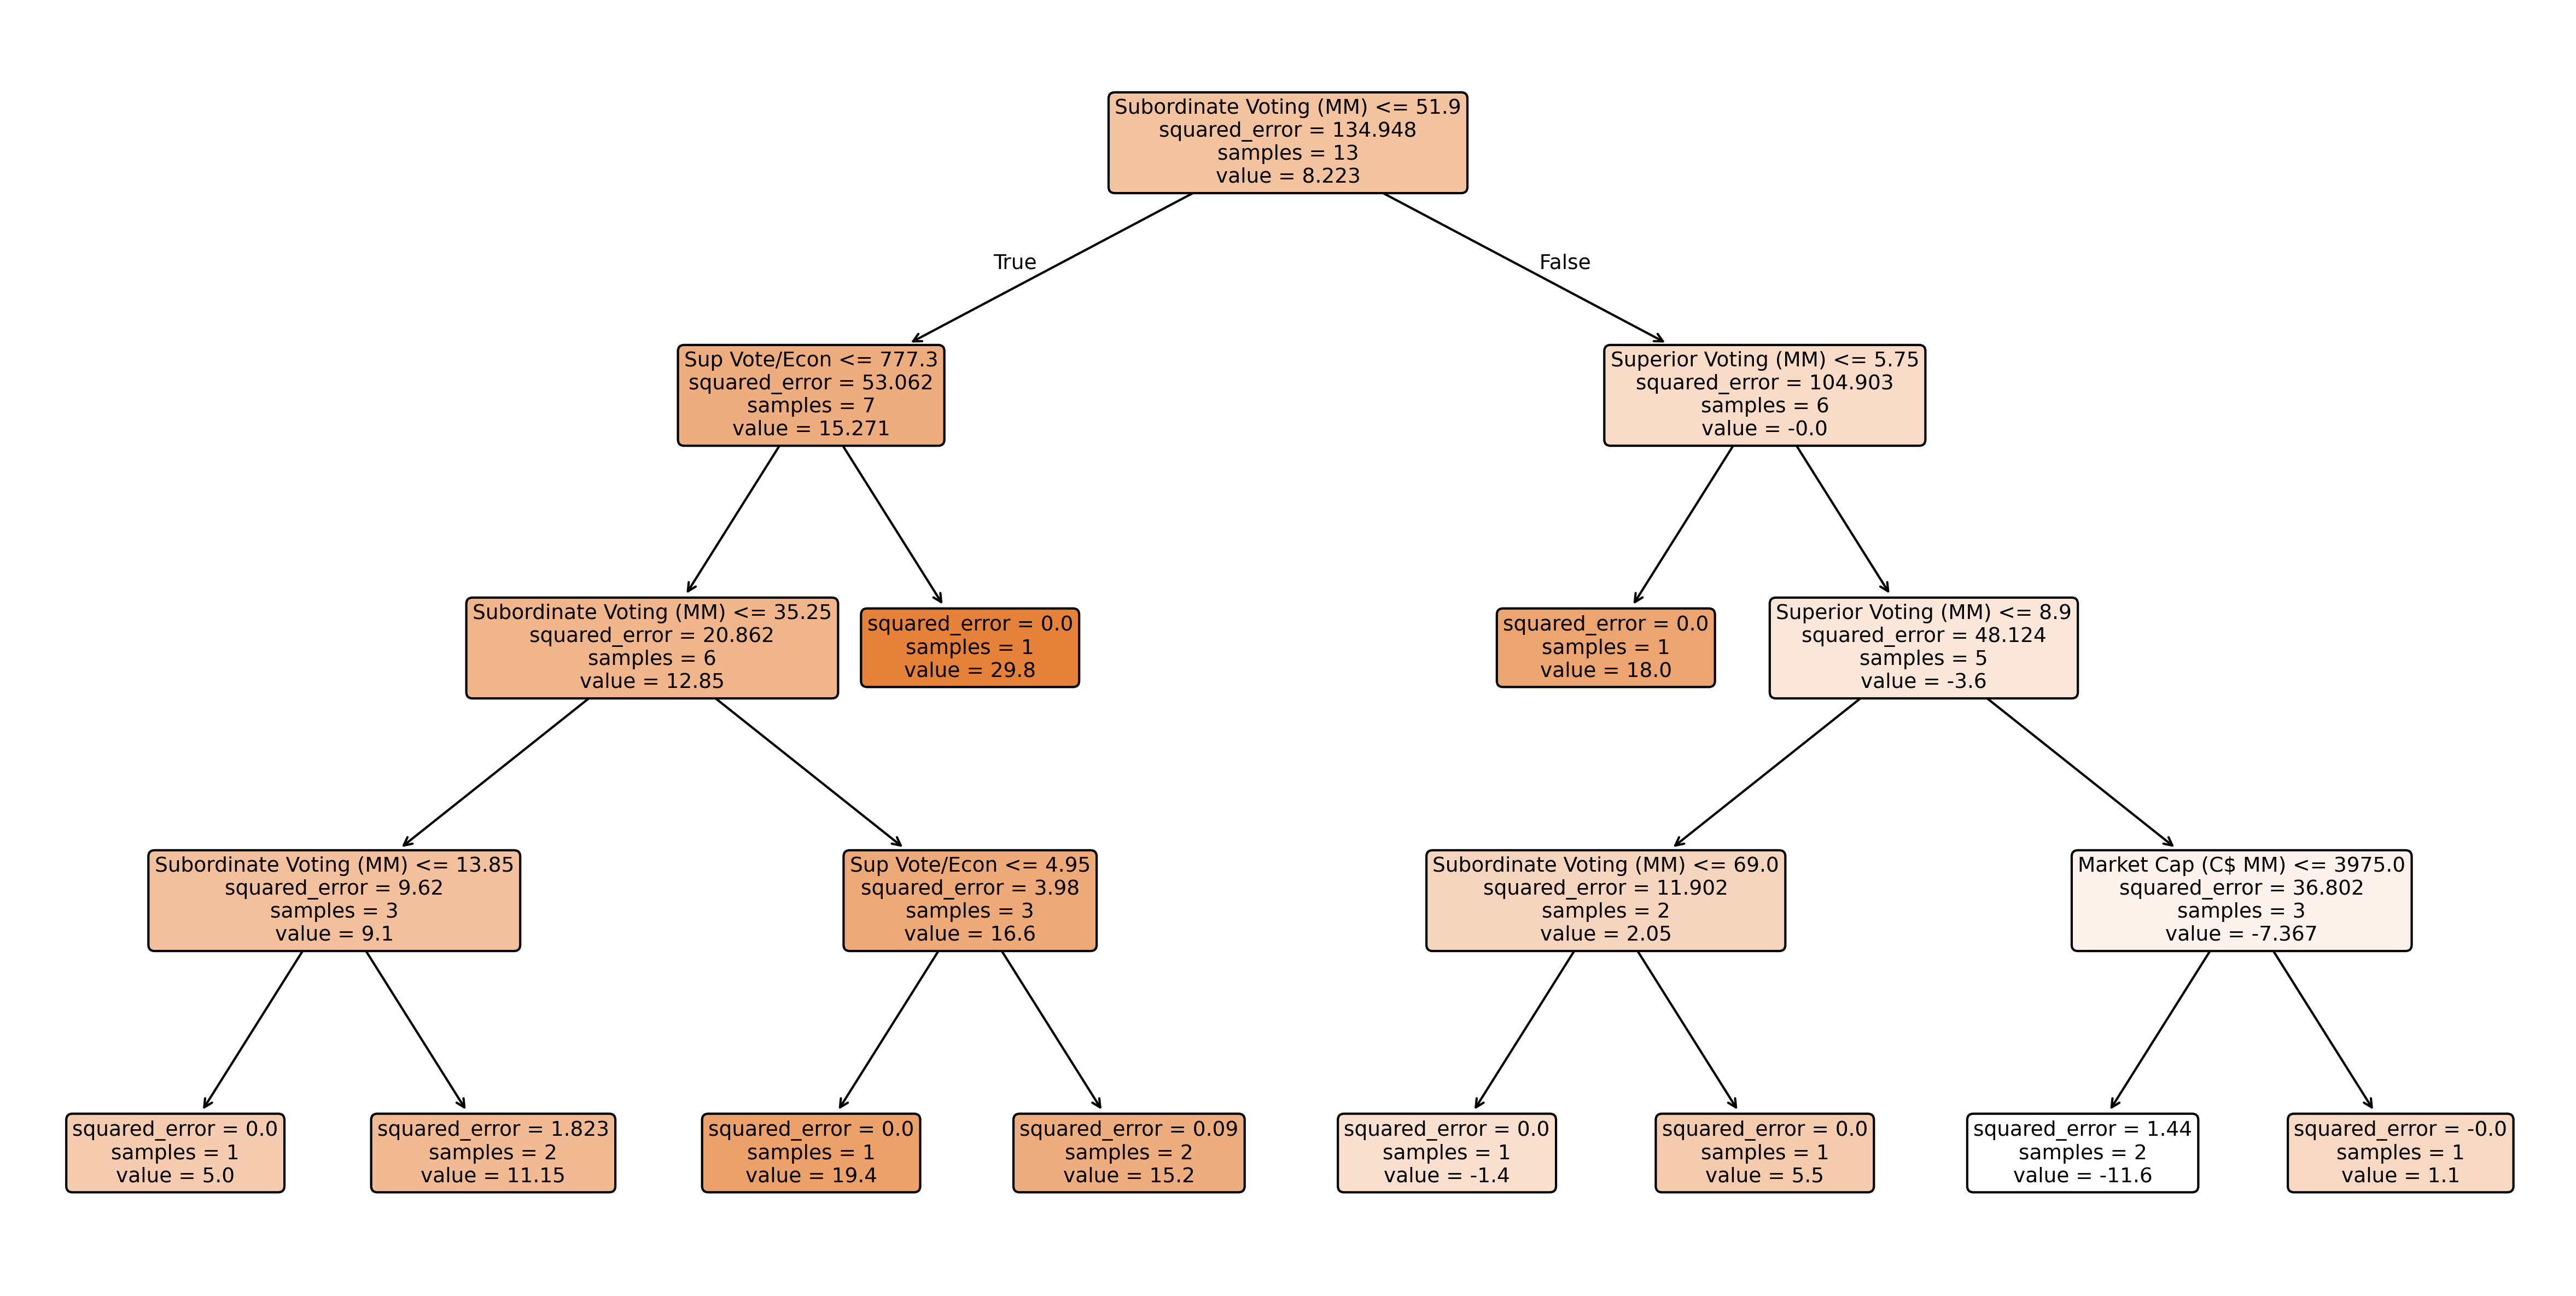 Subordinate Voting (MM) <= 51.9
squared_error = 134.948
samples = 13
value = 8.223
True
False
Sup Vote/Econ <= 777.3
squared_error = 53.062
samples = 7
value = 15.271
Superior Voting (MM) <= 5.75
squared_error = 104.903
samples = 6
value = -0.0
Subordinate Voting (MM) <= 35.25
squared_error = 20.862
samples = 6
value = 12.85
squared_error = 0.0
samples = 1
value = 29.8
squared_error = 0.0
samples = 1
value = 18.0
Superior Voting (MM) <= 8.9
squared_error = 48.124
samples = 5
value = -3.6
Subordinate Voting (MM) <= 13.85
squared_error = 9.62
samples = 3
value = 9.1
Sup Vote/Econ <= 4.95
squared_error = 3.98
samples = 3
value = 16.6
Subordinate Voting (MM) <= 69.0
squared_error = 11.902
samples = 2
value = 2.05
Market Cap (C$ MM) <= 3975.0
squared_error = 36.802
samples = 3
value = -7.367
squared_error = 0.0
samples = 1
value = 5.0
squared_error = 1.823
samples = 2
value = 11.15
squared_error = 0.0
samples = 1
value = 19.4
squared_error = 0.09
samples = 2
value = 15.2
squared_error = 0.0
samples = 1
value = -1.4
squared_error = 0.0
samples = 1
value = 5.5
squared_error = 1.44
samples = 2
value = -11.6
squared_error = -0.0
samples = 1
value = 1.1